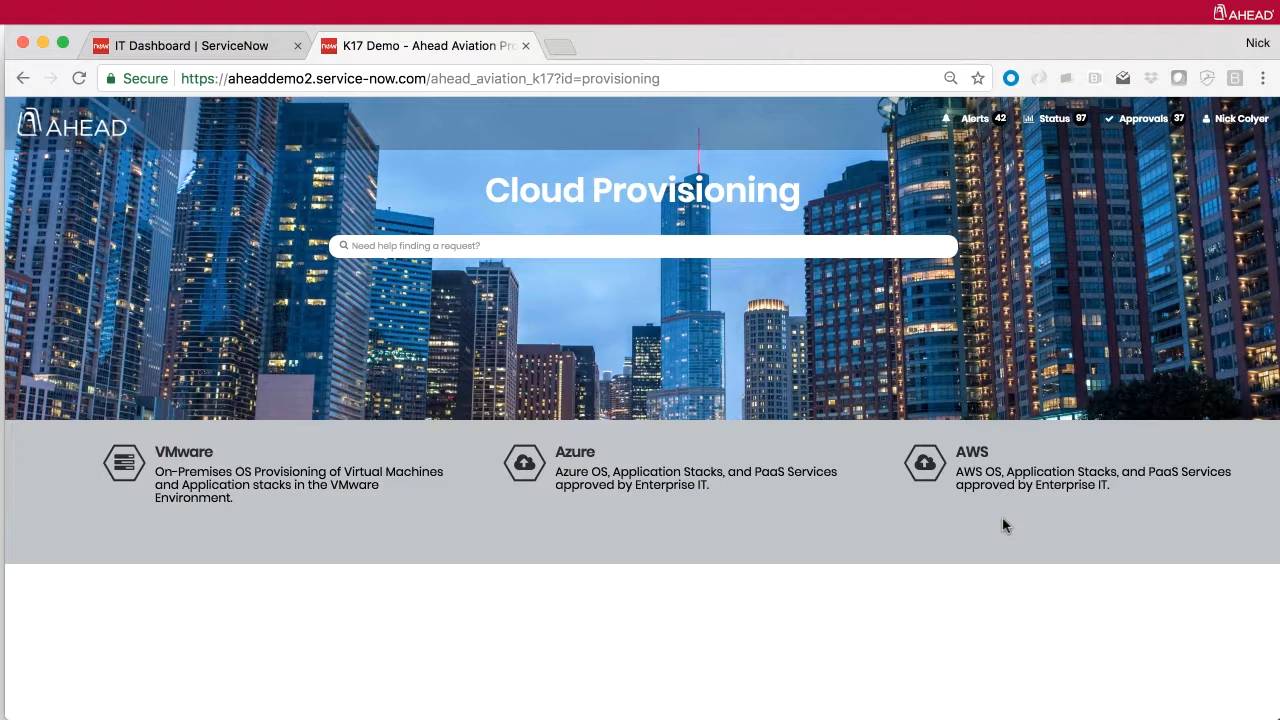 AHEAD
IT Dashboard | ServiceNow
K17 Demo - Ahead Aviation Pro
Nick
Secure
https://aheaddemo2.service-now.com/ahead_aviation_k17?id=provisioning
AHEAD
Alerts 42
Status 97
Approvals 37
Nick Colyer
Cloud Provisioning
Need help finding a request?
VMware
On-Premises OS Provisioning of Virtual Machines
and Application stacks in the VMware
Environment.
Azure
Azure OS, Application Stacks, and PaaS Services
approved by Enterprise IT.
AWS
AWS OS, Application Stacks, and PaaS Services
approved by Enterprise IT.